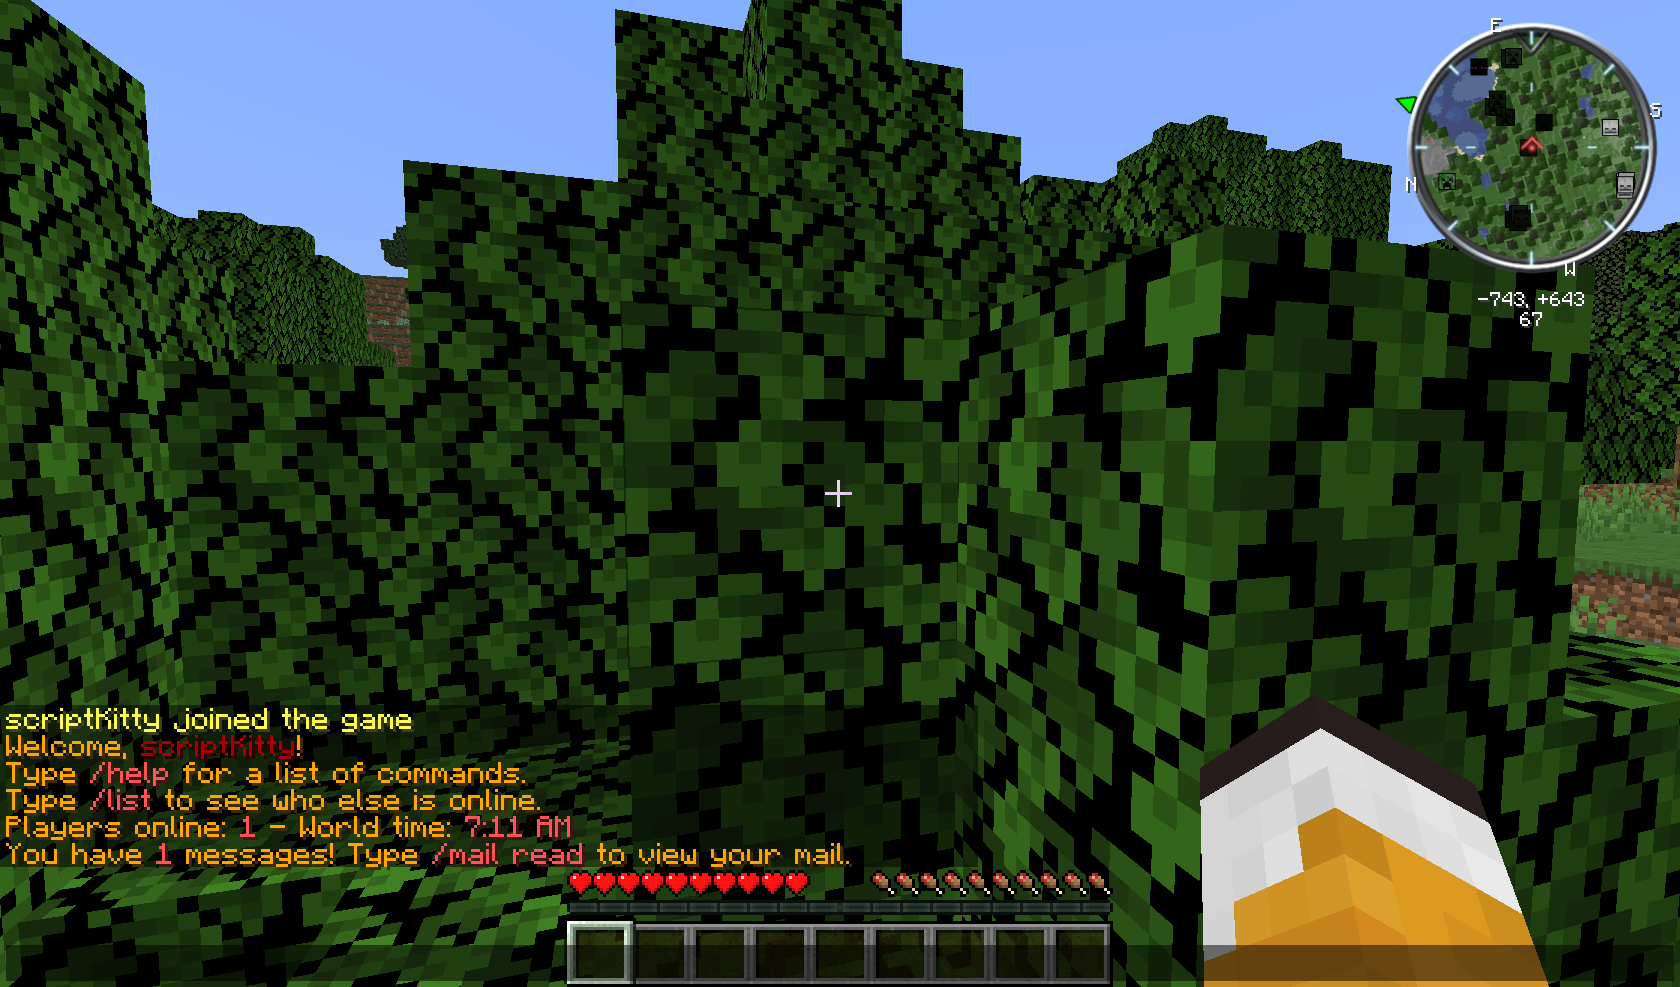 E
S
N
W
-743, +643
67
scriptKitty joined the game
Welcome, scriptKitty!
Type /help for a list of commands.
Type /list to see who else is online.
Players online: 1 - World time: 7:11 AM
You have 1 messages! Type /mail read to view your mail.